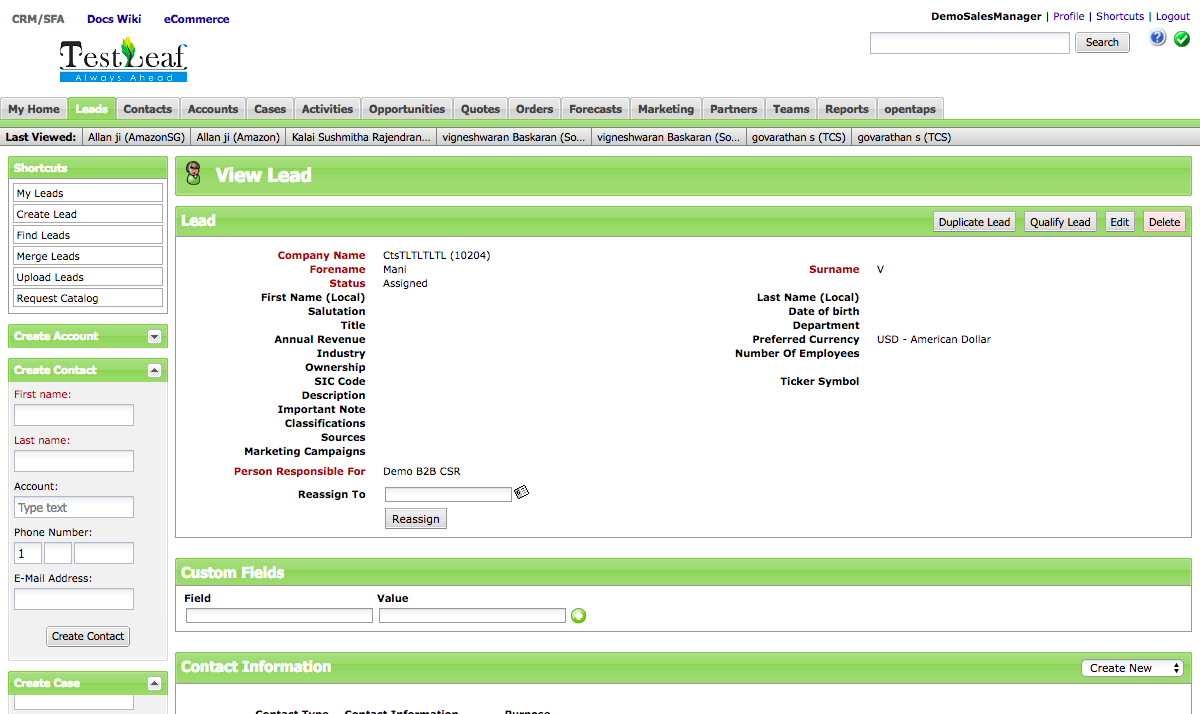 CRM/SFA Docs Wiki eCommerce
DemoSalesManager | Profile | Shortcuts | Logout
TestLeaf
Always Ahead
Search
My Home Leads Contacts Accounts Cases Activities Opportunities Quotes Orders Forecasts Marketing Partners Teams Reports opentaps
Last Viewed: Allan ji (AmazonSG) Allan ji (Amazon) Kalai Sushmitha Rajendran... vigneshwaran Baskaran (So... vigneshwaran Baskaran (So... govarathan s (TCS) govarathan s (TCS)
Shortcuts
My Leads
Create Lead
Find Leads
Merge Leads
Upload Leads
Request Catalog
Create Account
Create Contact
First name:
Last name:
Account:
Type text
Phone Number:
1
E-Mail Address:
Create Contact
Create Case
View Lead
Lead Duplicate Lead Qualify Lead Edit Delete
Company Name CtsTLTLTLTL (10204)
Forename Mani Surname V
Status Assigned
First Name (Local) Last Name (Local)
Salutation Date of birth
Title Department
Annual Revenue Preferred Currency USD - American Dollar
Industry Number Of Employees
Ownership
SIC Code Ticker Symbol
Description
Important Note
Classifications
Sources
Marketing Campaigns
Person Responsible For Demo B2B CSR
Reassign To
Reassign
Custom Fields
Field Value
Contact Information Create New
Contact Type Contact Information Purpose